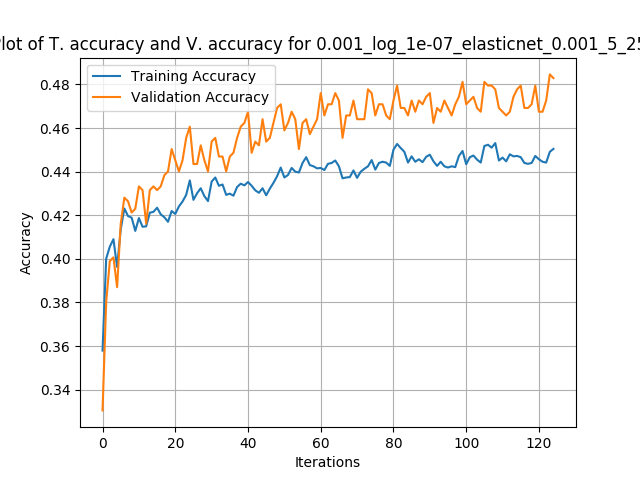 lot of T. accuracy and V. accuracy for 0.001_log_1e-07_elasticnet_0.001_5_25
Training Accuracy
Validation Accuracy
0.48
0.46
0.44
0.42
0.40
0.38
0.36
0.34
Accuracy
0 20 40 60 80 100 120
Iterations